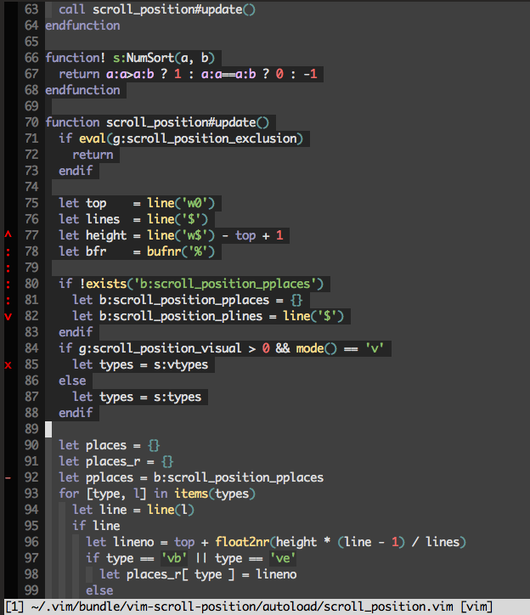 63   call scroll_position#update()
64 endfunction
65
66 function! s:NumSort(a, b)
67   return a:a>a:b ? 1 : a:a==a:b ? 0 : -1
68 endfunction
69
70 function scroll_position#update()
71   if eval(g:scroll_position_exclusion)
72     return
73   endif
74
75   let top    = line('w0')
76   let lines  = line('$')
^ 77   let height = line('w$') - top + 1
: 78   let bfr    = bufnr('%')
: 79
: 80   if !exists('b:scroll_position_pplaces')
: 81     let b:scroll_position_pplaces = {}
v 82     let b:scroll_position_plines = line('$')
83   endif
84   if g:scroll_position_visual > 0 && mode() == 'v'
x 85     let types = s:vtypes
86   else
87     let types = s:types
88   endif
89
90   let places = {}
91   let places_r = {}
- 92   let pplaces = b:scroll_position_pplaces
93   for [type, l] in items(types)
94     let line = line(l)
95     if line
96       let lineno = top + float2nr(height * (line - 1) / lines)
97       if type == 'vb' || type == 've'
98         let places_r[ type ] = lineno
99       else
[1] ~/.vim/bundle/vim-scroll-position/autoload/scroll_position.vim [vim]